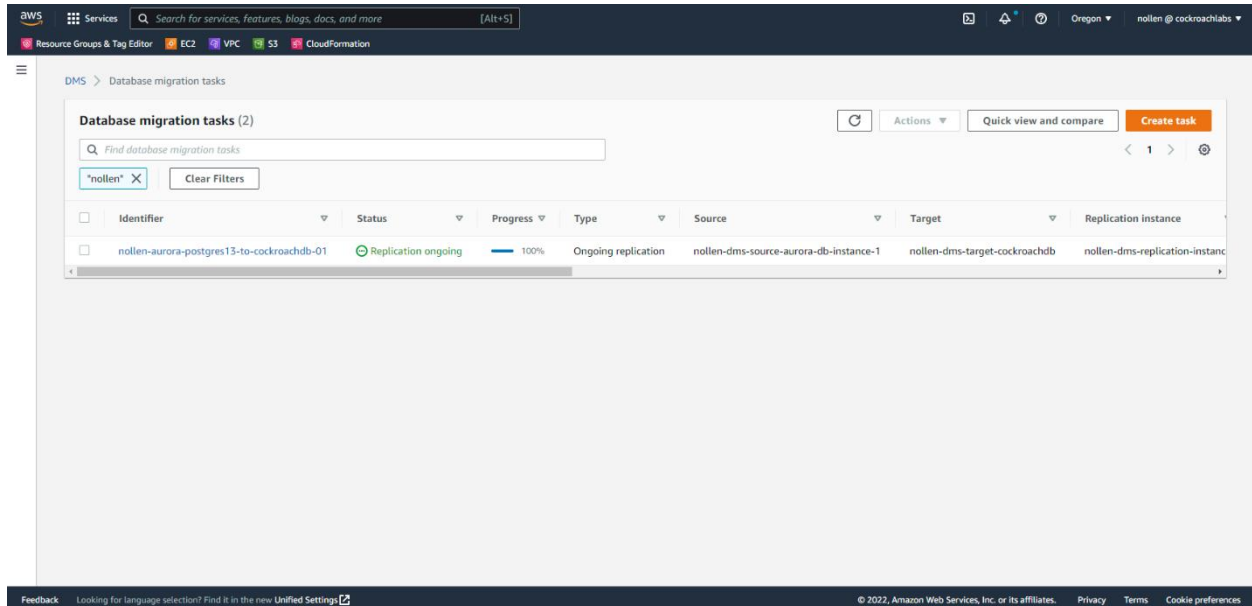 aws Services Search for services, features, blogs, docs, and more [Alt+S] Oregon ▼ nollen @ cockroachlabs ▼
Resource Groups & Tag Editor EC2 VPC S3 CloudFormation
DMS > Database migration tasks
Database migration tasks (2) Actions ▼ Quick view and compare Create task
Find database migration tasks < 1 >
"nollen" X Clear Filters
Identifier Status Progress Type Source Target Replication instance
nollen-aurora-postgres13-to-cockroachdb-01 Replication ongoing 100% Ongoing replication nollen-dms-source-aurora-db-instance-1 nollen-dms-target-cockroachdb nollen-dms-replication-instanc
Feedback Looking for language selection? Find it in the new Unified Settings © 2022, Amazon Web Services, Inc. or its affiliates. Privacy Terms Cookie preferences